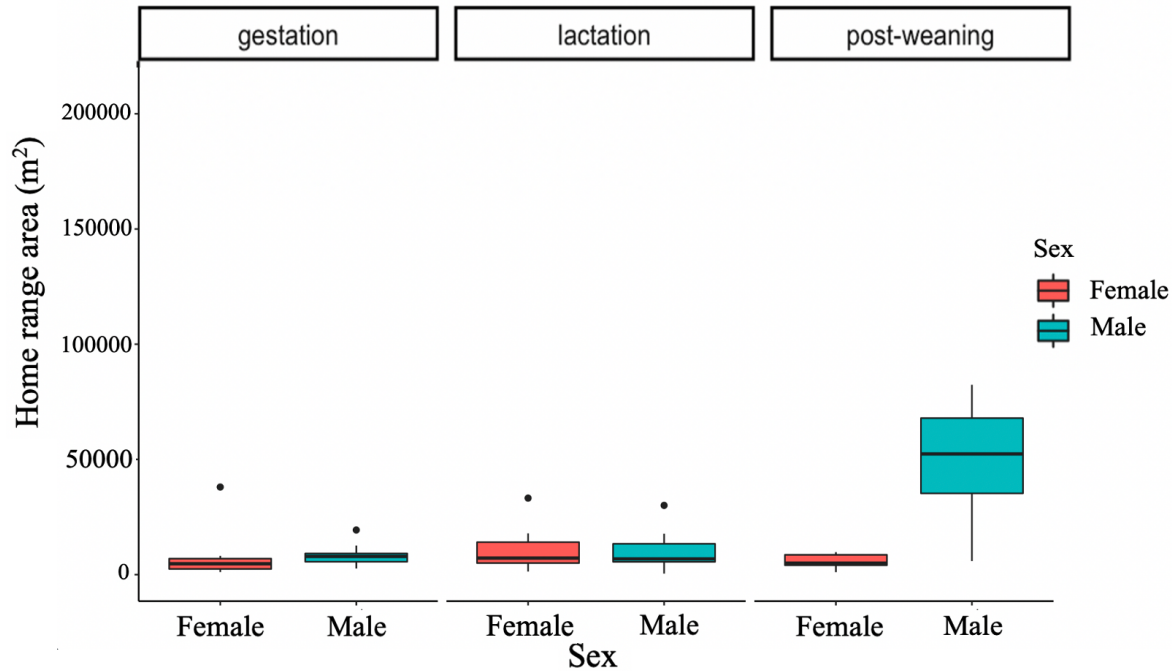 gestation lactation post-weaning
Home range area (m²)
200000
150000
100000
50000
0
Sex
Female
Male
Female Male Female Male Female Male
Sex